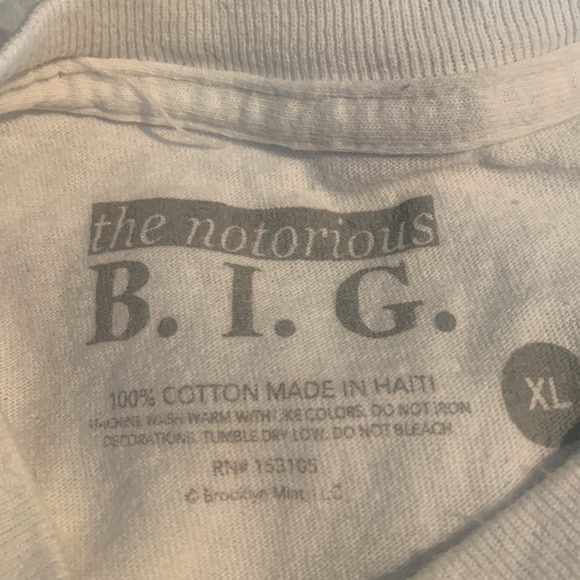 the notorious
B. I. G.
100% COTTON MADE IN HAITI
MACHINE WASH WARM WITH LIKE COLORS. DO NOT IRON
DECORATIONS. TUMBLE DRY LOW. DO NOT BLEACH
RN# 153105
© Brooklyn Mint, LLC
XL